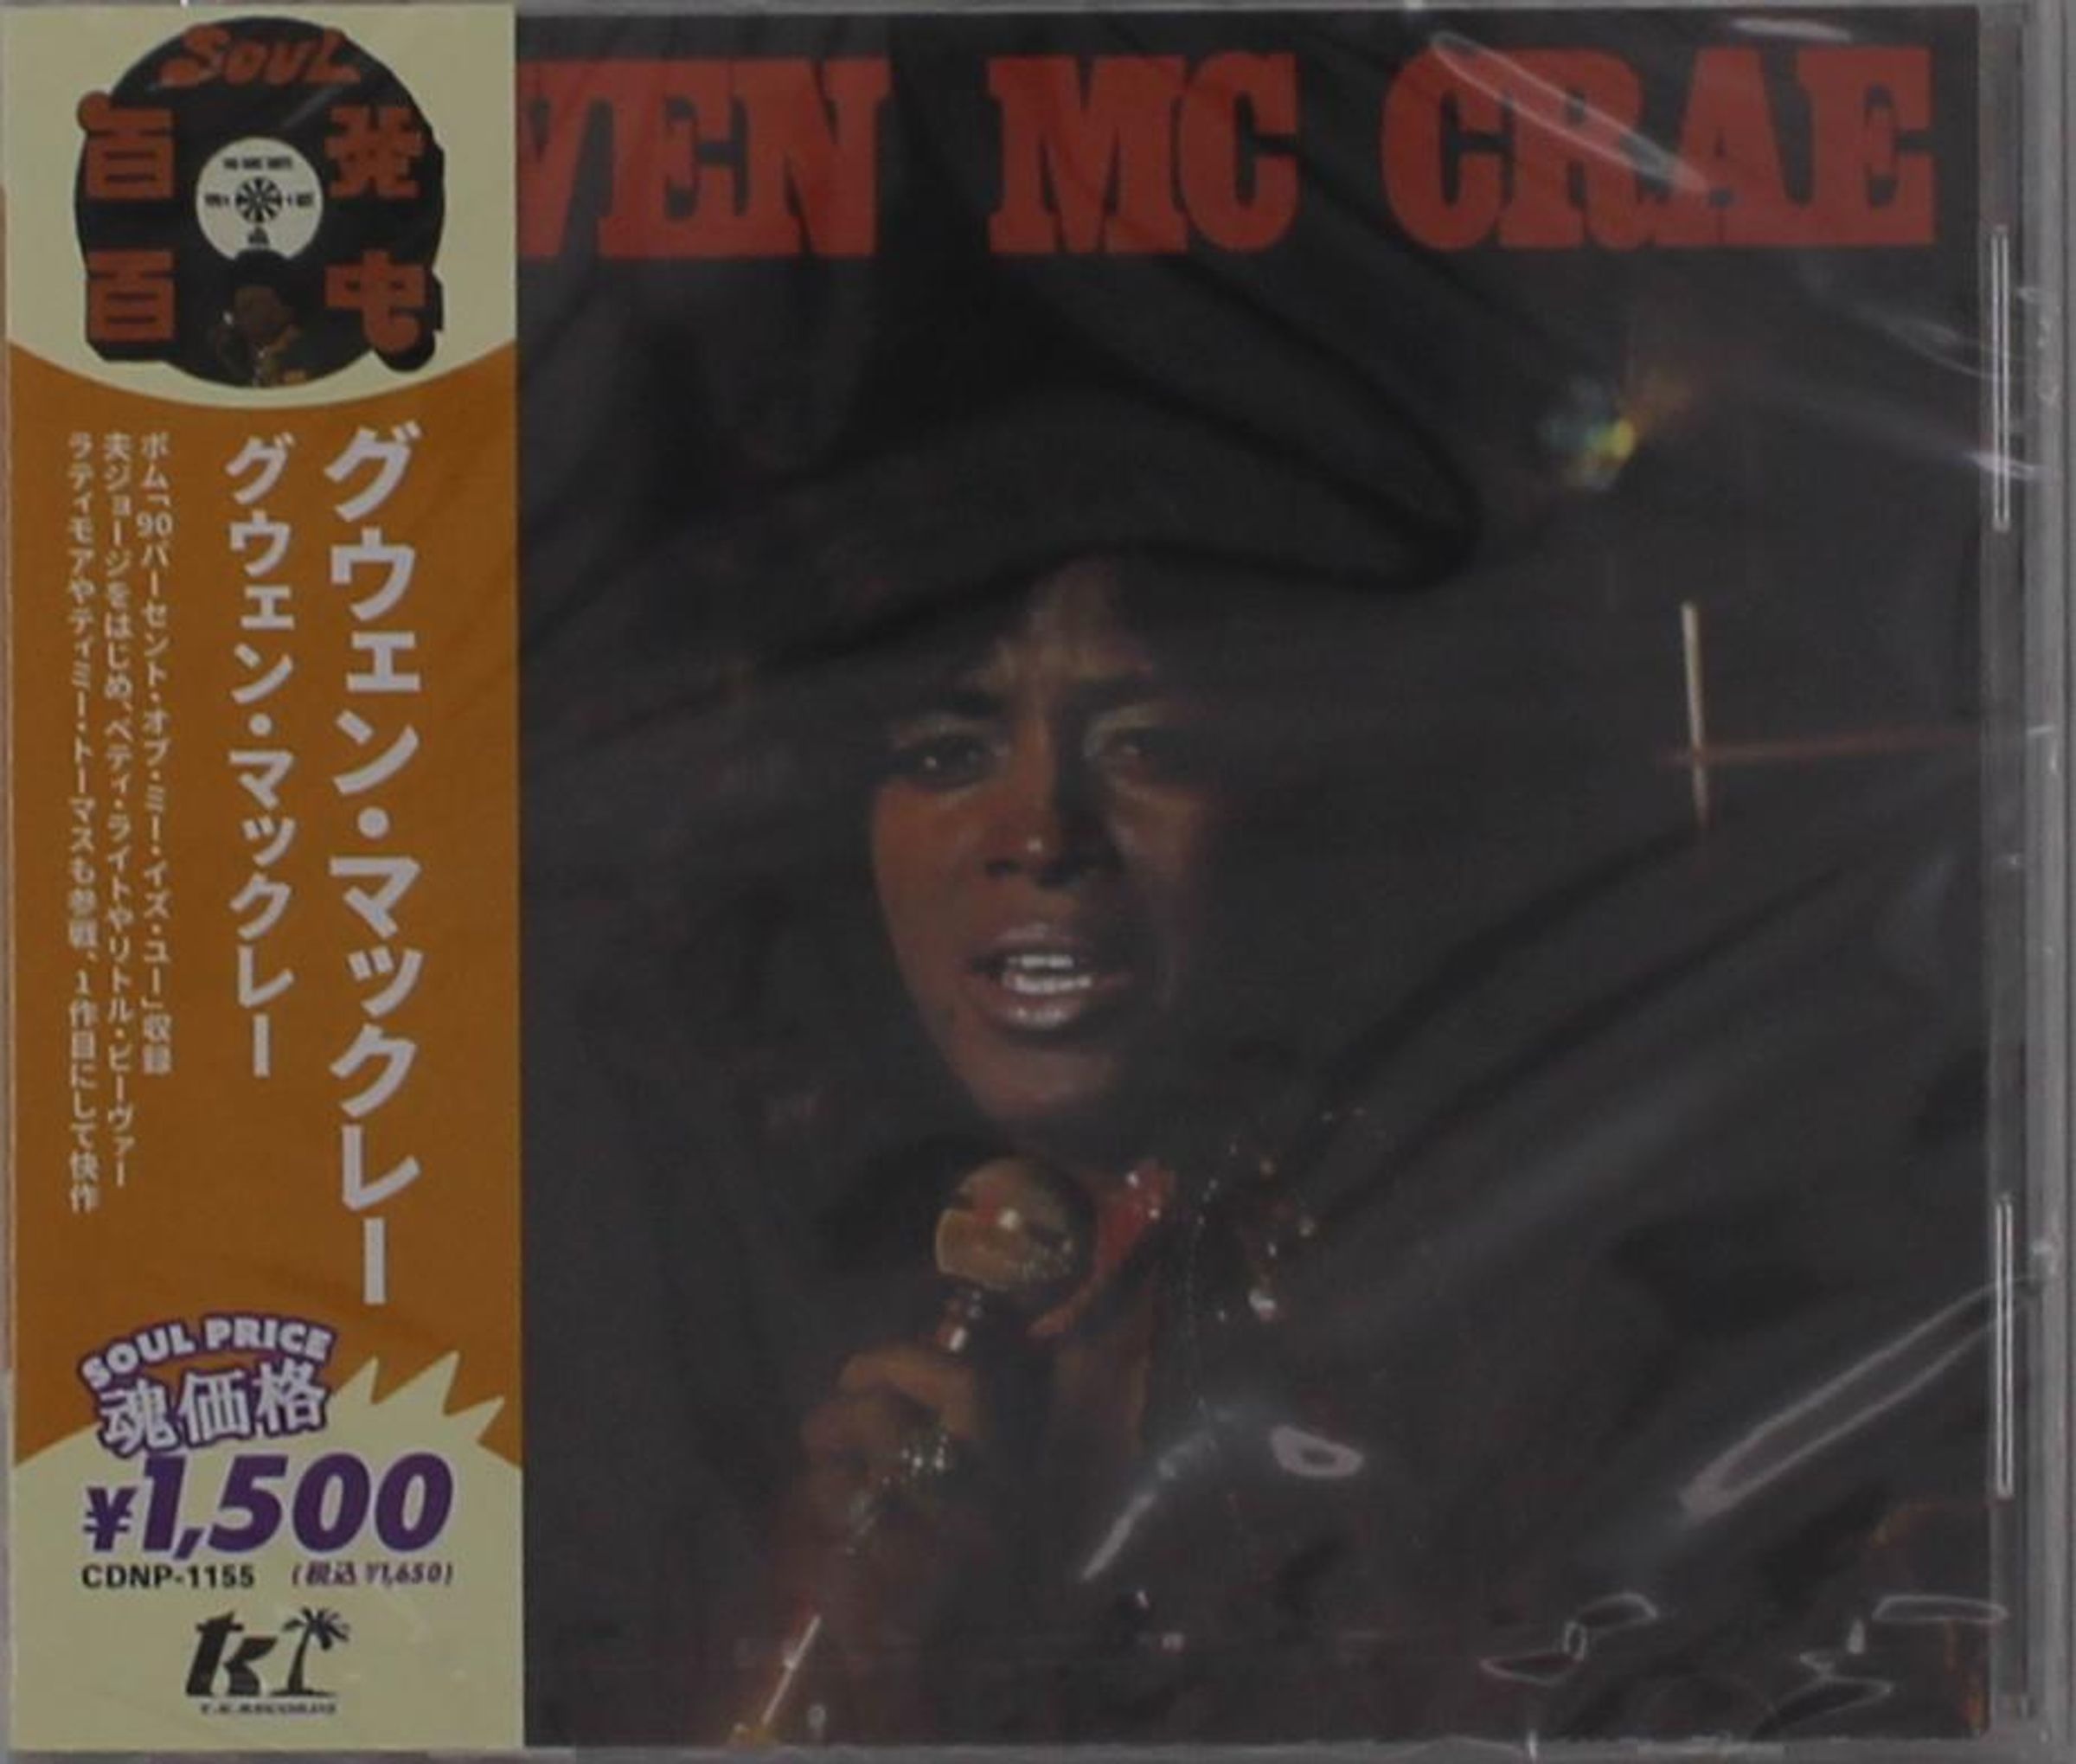 SOUL
百発
百中
VEN MC CRAE
グウェン・マックレー
グウェン・マックレー
ボム「90パーセント・オブ・ミー・イズ・ユー」収録
夫ジョージをはじめ、ベティ・ライトやリトル・ビーヴァー
ラティモアやティミー・トーマスも参戦、1作目にして快作
SOUL PRICE
魂価格
¥1,500
CDNP-1155 (税込 ¥1,650)
tk
T.K.RECORDS